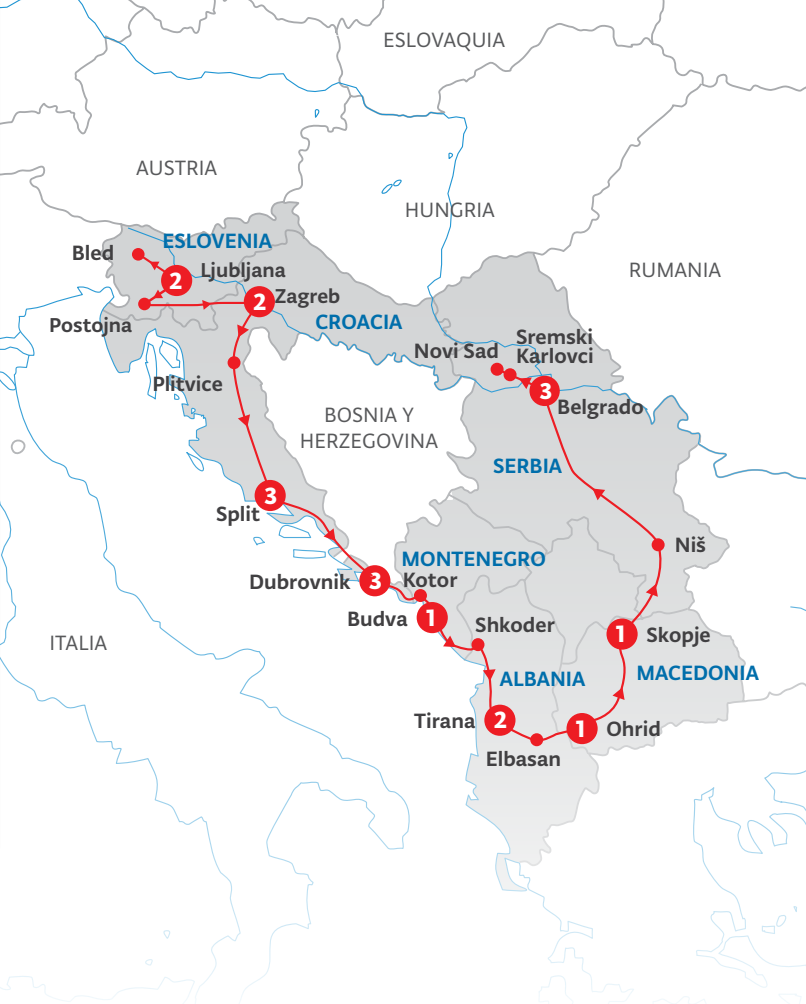 ESLOVAQUIA
AUSTRIA
HUNGRIA
ESLOVENIA
Bled
Ljubljana
2
RUMANIA
2
Zagreb
Postojna
CROACIA
Sremski
Karlovci
Novi Sad
Plitvice
3
Belgrado
BOSNIA Y
HERZEGOVINA
SERBIA
3
Split
Niš
MONTENEGRO
Dubrovnik
3
Kotor
Budva
1
Shkoder
1
Skopje
ITALIA
ALBANIA
MACEDONIA
Tirana
2
1
Ohrid
Elbasan